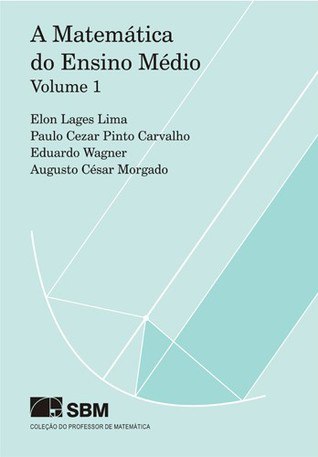 A Matemática
do Ensino Médio
Volume 1
Elon Lages Lima
Paulo Cezar Pinto Carvalho
Eduardo Wagner
Augusto César Morgado
SBM
COLEÇÃO DO PROFESSOR DE MATEMÁTICA